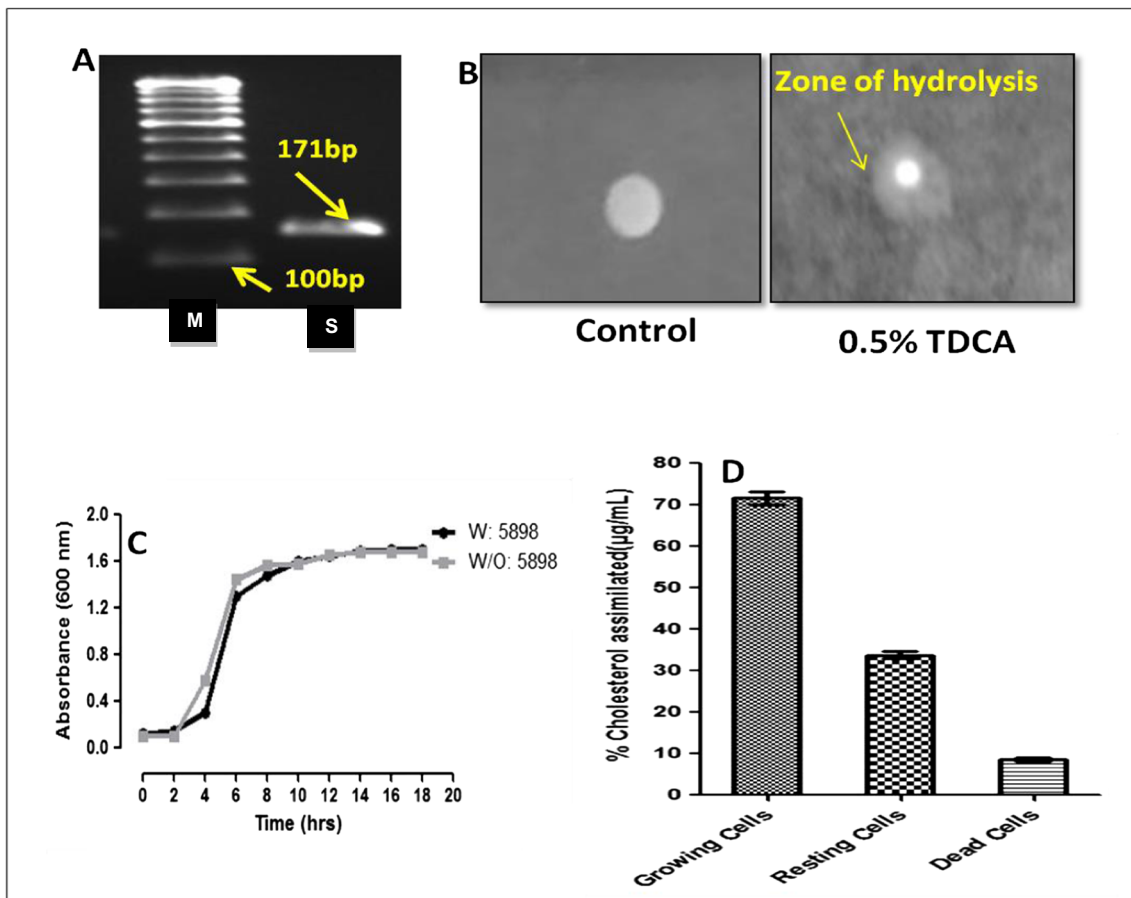 A
171bp
100bp
M
S
B
Zone of hydrolysis
Control
0.5% TDCA
C
W: 5898
W/O: 5898
Absorbance (600 nm)
2.0
1.6
1.2
0.8
0.4
0.0
0 2 4 6 8 10 12 14 16 18 20
Time (hrs)
D
% Cholesterol assimilated(µg/mL)
80
70
60
50
40
30
20
10
0
Growing Cells
Resting Cells
Dead Cells